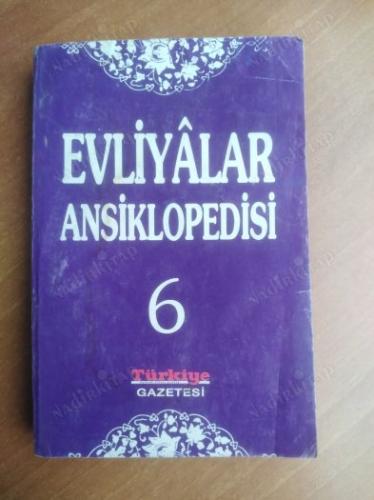 EVLİYÂLAR
ANSİKLOPEDİSİ
6
Türkiye
GAZETESİ